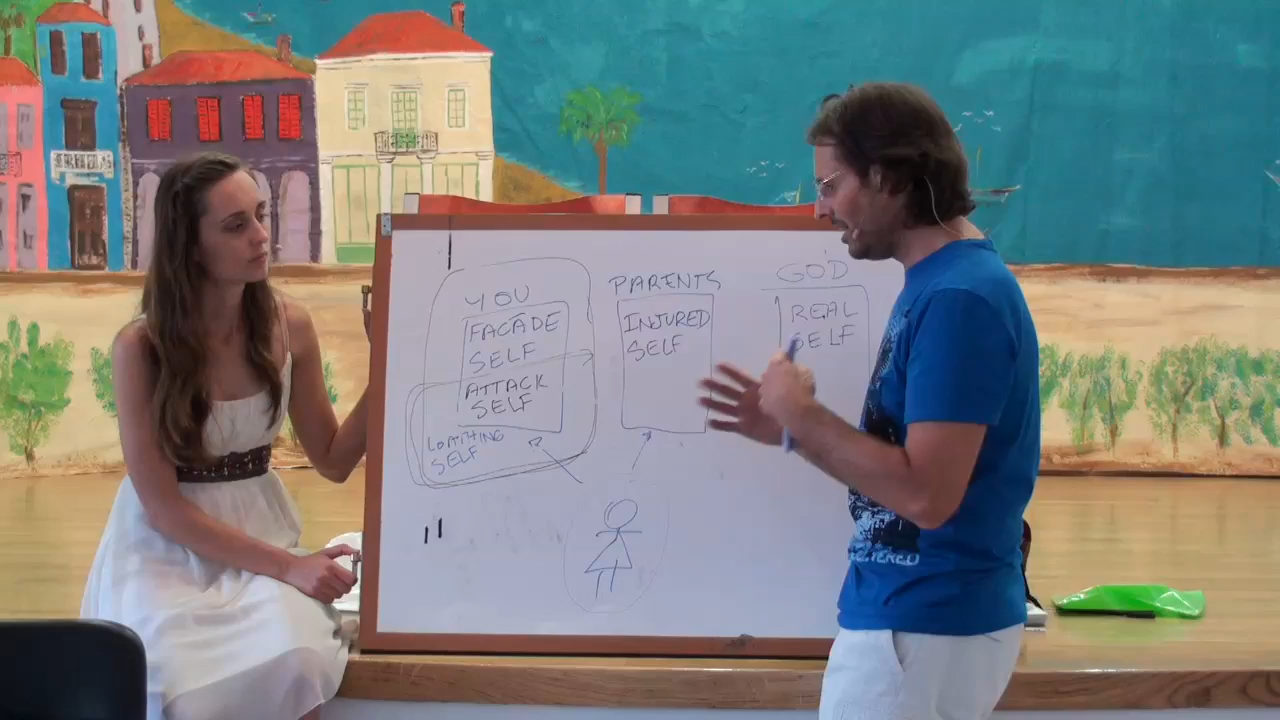 YOU
FACADE
SELF
ATTACK
SELF
LOATHING
SELF
PARENTS
INJURED
SELF
GOD
REAL
SELF